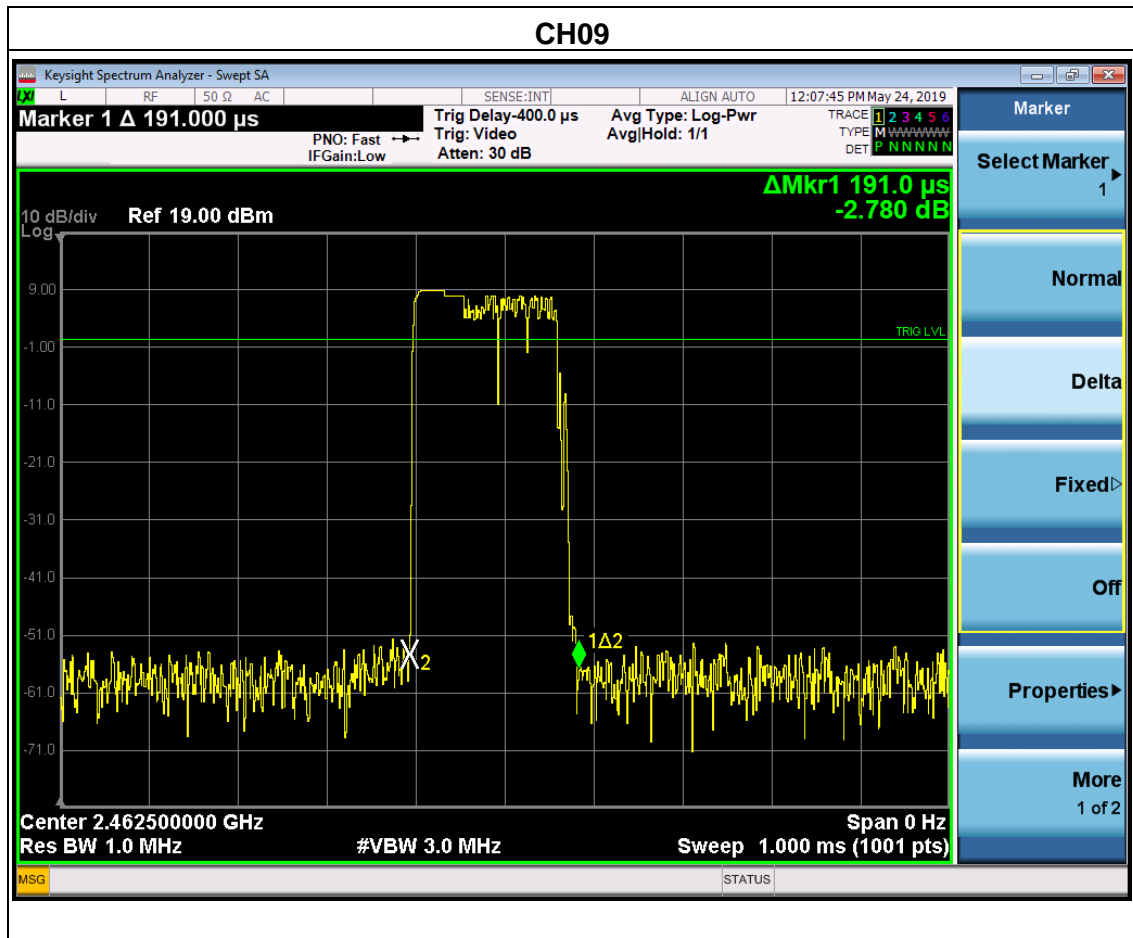 CH09
Keysight Spectrum Analyzer - Swept SA
LXI L RF 50 Ω AC SENSE:INT ALIGN AUTO 12:07:45 PM May 24, 2019
Marker 1 Δ 191.000 µs
PNO: Fast
IFGain:Low
Trig Delay-400.0 µs
Trig: Video
Atten: 30 dB
Avg Type: Log-Pwr
Avg|Hold: 1/1
TRACE 1 2 3 4 5 6
TYPE M W W W W W
DET P N N N N N
ΔMkr1 191.0 µs
-2.780 dB
10 dB/div Ref 19.00 dBm
Log
9.00
-1.00
-11.0
-21.0
-31.0
-41.0
-51.0
-61.0
-71.0
TRIG LVL
2
1Δ2
Center 2.462500000 GHz
Span 0 Hz
Res BW 1.0 MHz
#VBW 3.0 MHz
Sweep 1.000 ms (1001 pts)
MSG
STATUS
Marker
Select Marker
1
Normal
Delta
Fixed
Off
Properties
More
1 of 2